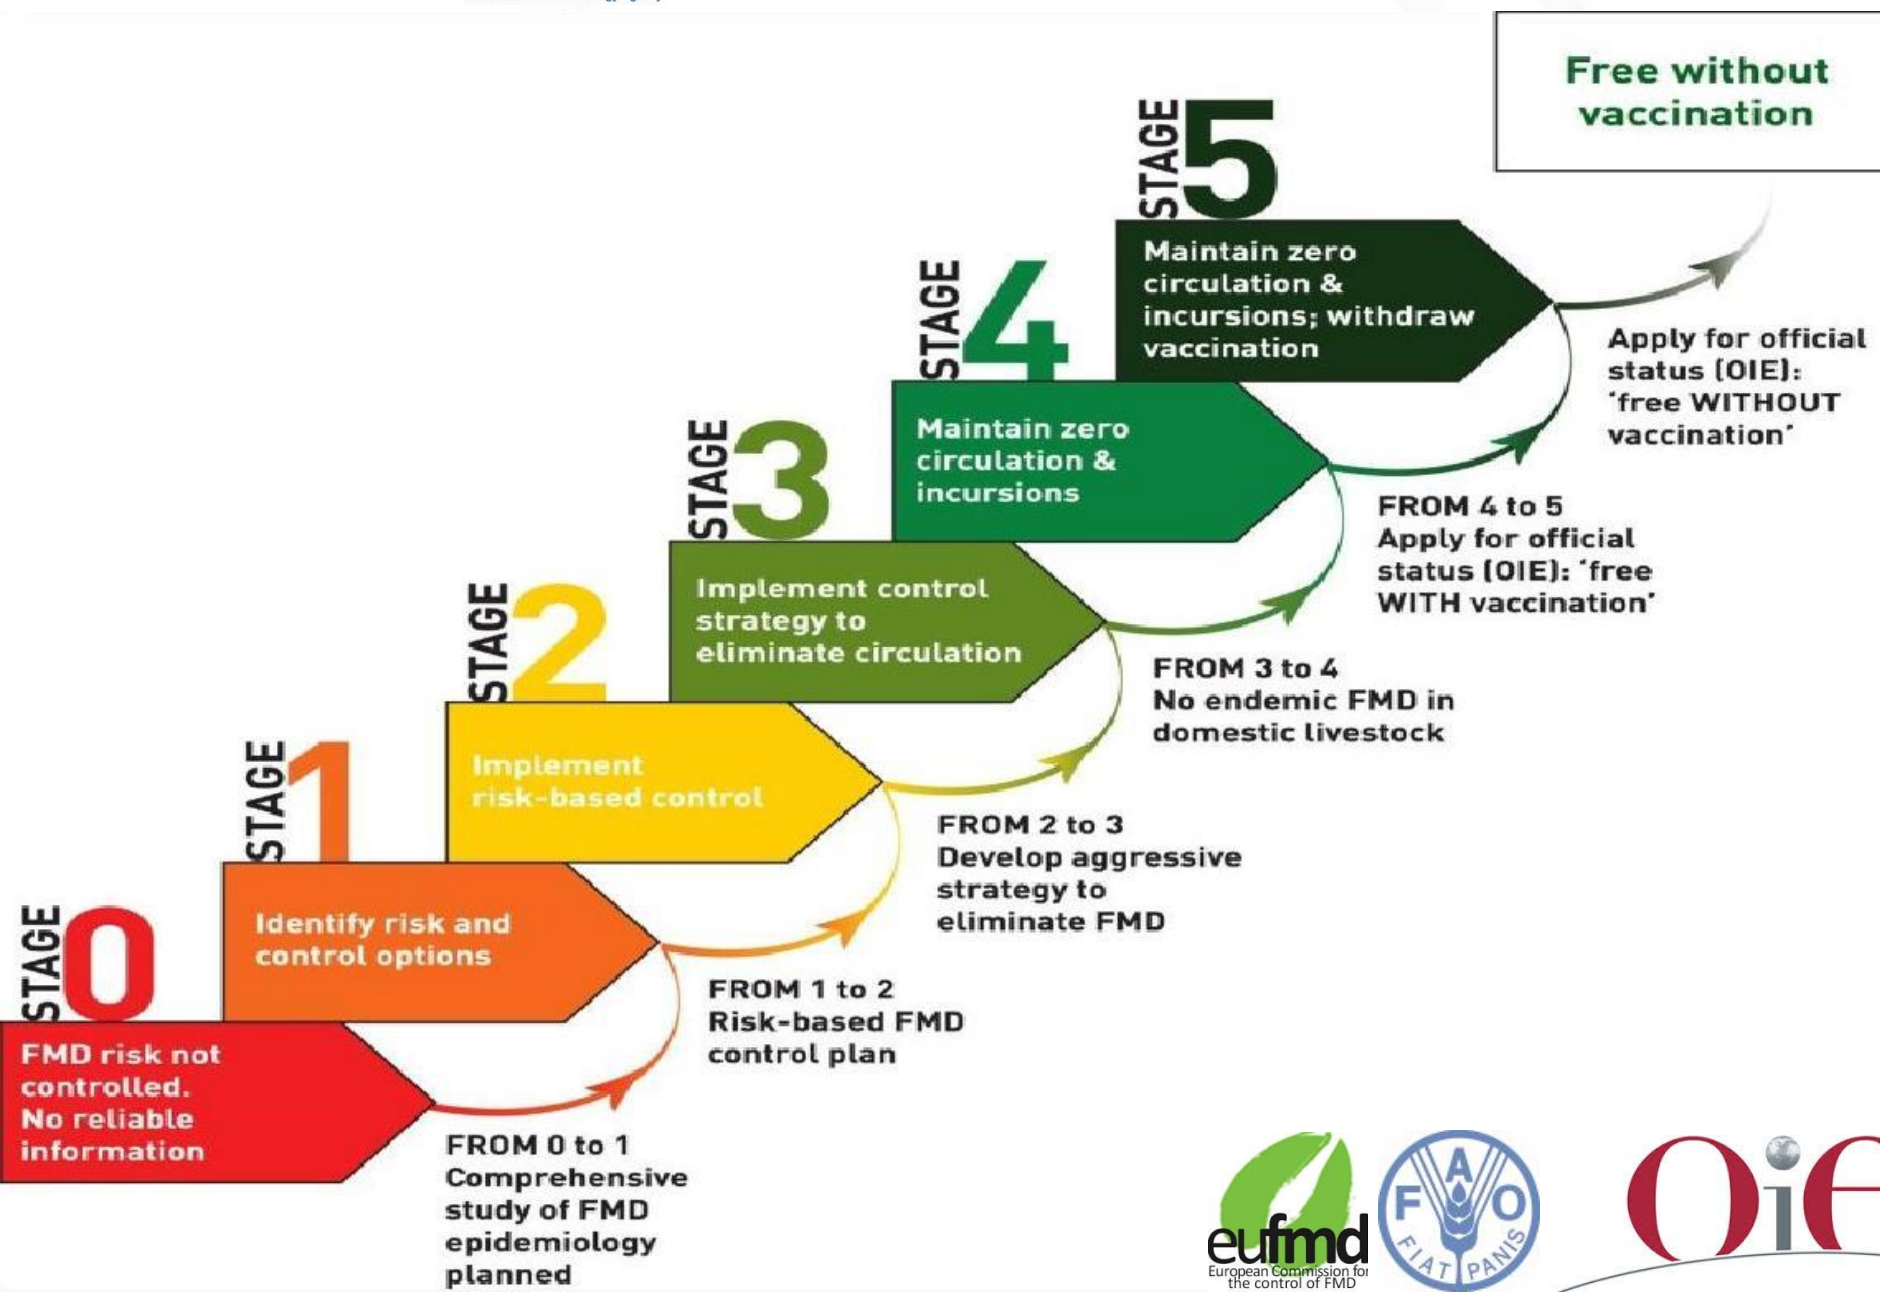 Free without
vaccination
STAGE 5
Maintain zero
circulation &
incursions; withdraw
vaccination
Apply for official
status (OIE):
'free WITHOUT
vaccination'
STAGE 4
Maintain zero
circulation &
incursions
FROM 4 to 5
Apply for official
status (OIE): 'free
WITH vaccination'
STAGE 3
Implement control
strategy to
eliminate circulation
FROM 3 to 4
No endemic FMD in
domestic livestock
STAGE 2
Implement
risk-based control
FROM 2 to 3
Develop aggressive
strategy to
eliminate FMD
STAGE 1
Identify risk and
control options
FROM 1 to 2
Risk-based FMD
control plan
STAGE 0
FMD risk not
controlled.
No reliable
information
FROM 0 to 1
Comprehensive
study of FMD
epidemiology
planned
eufmd
European Commission for
the control of FMD
FAO
FIAT PANIS
OiE